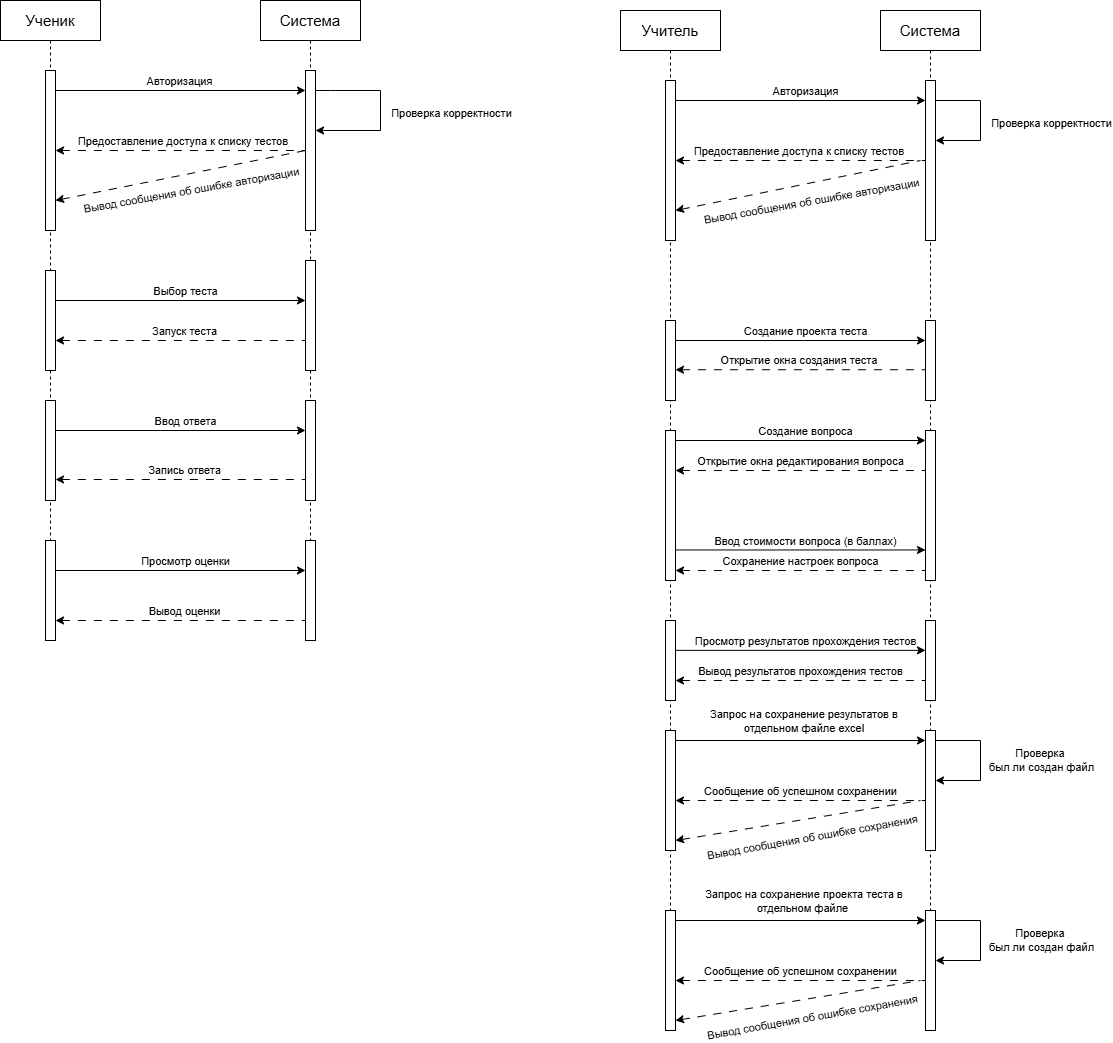 Ученик
Система
Авторизация
Проверка корректности
Предоставление доступа к списку тестов
Вывод сообщения об ошибке авторизации
Выбор теста
Запуск теста
Ввод ответа
Запись ответа
Просмотр оценки
Вывод оценки
Учитель
Система
Авторизация
Проверка корректности
Предоставление доступа к списку тестов
Вывод сообщения об ошибке авторизации
Создание проекта теста
Открытие окна создания теста
Создание вопроса
Открытие окна редактирования вопроса
Ввод стоимости вопроса (в баллах)
Сохранение настроек вопроса
Просмотр результатов прохождения тестов
Вывод результатов прохождения тестов
Запрос на сохранение результатов в
отдельном файле excel
Проверка
был ли создан файл
Сообщение об успешном сохранении
Вывод сообщения об ошибке сохранения
Запрос на сохранение проекта теста в
отдельном файле
Проверка
был ли создан файл
Сообщение об успешном сохранении
Вывод сообщения об ошибке сохранения